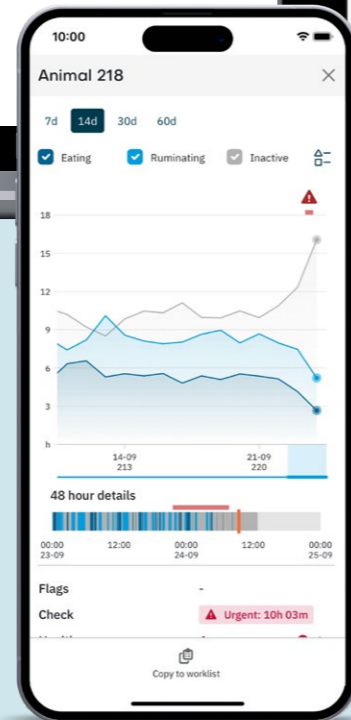 10:00
Animal 218
7d 14d 30d 60d
Eating Ruminating Inactive
18
15
12
9
6
3
h
14-09 21-09
213 220
48 hour details
00:00 12:00 00:00 12:00 00:00
23-09 24-09 25-09
Flags -
Check Urgent: 10h 03m
Copy to worklist